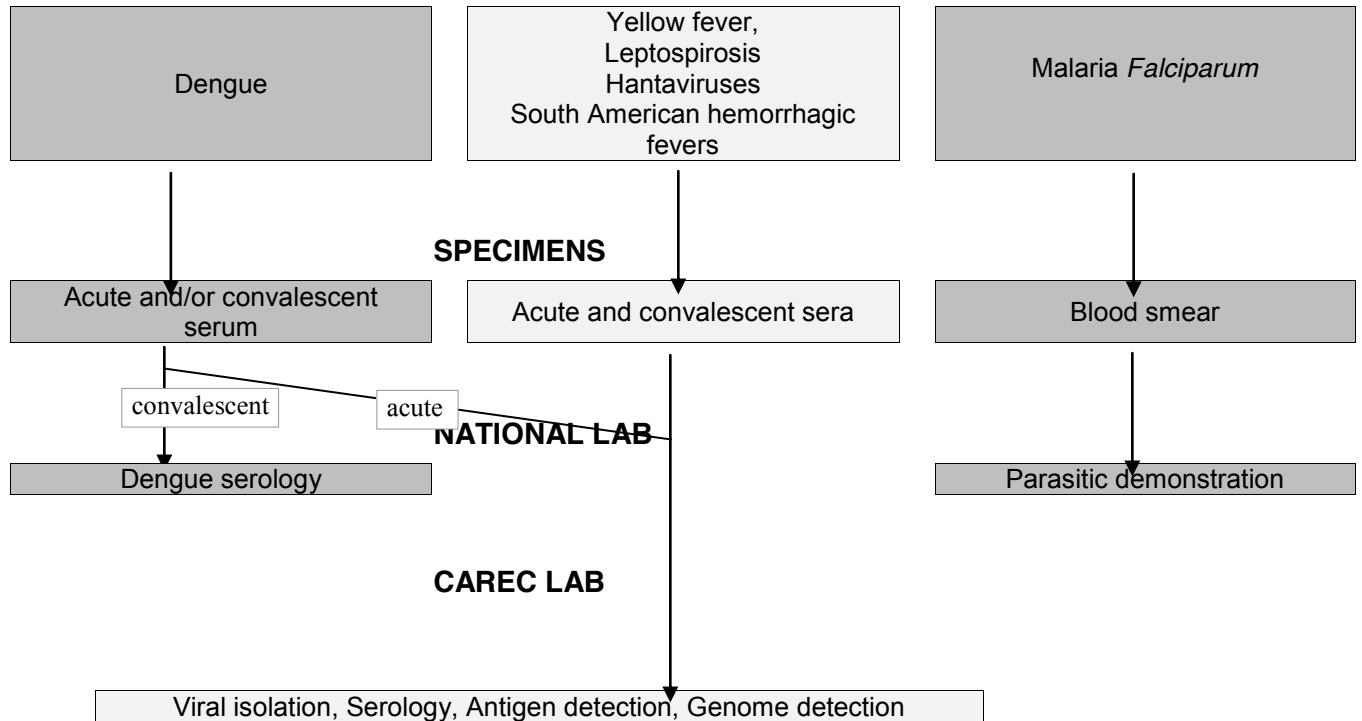 Dengue
Yellow fever,
Leptospirosis
Hantaviruses
South American hemorrhagic
fevers
Malaria Falciparum
SPECIMENS
Acute and/or convalescent
serum
Acute and convalescent sera
Blood smear
convalescent
acute
NATIONAL LAB
Dengue serology
Parasitic demonstration
CAREC LAB
Viral isolation, Serology, Antigen detection, Genome detection